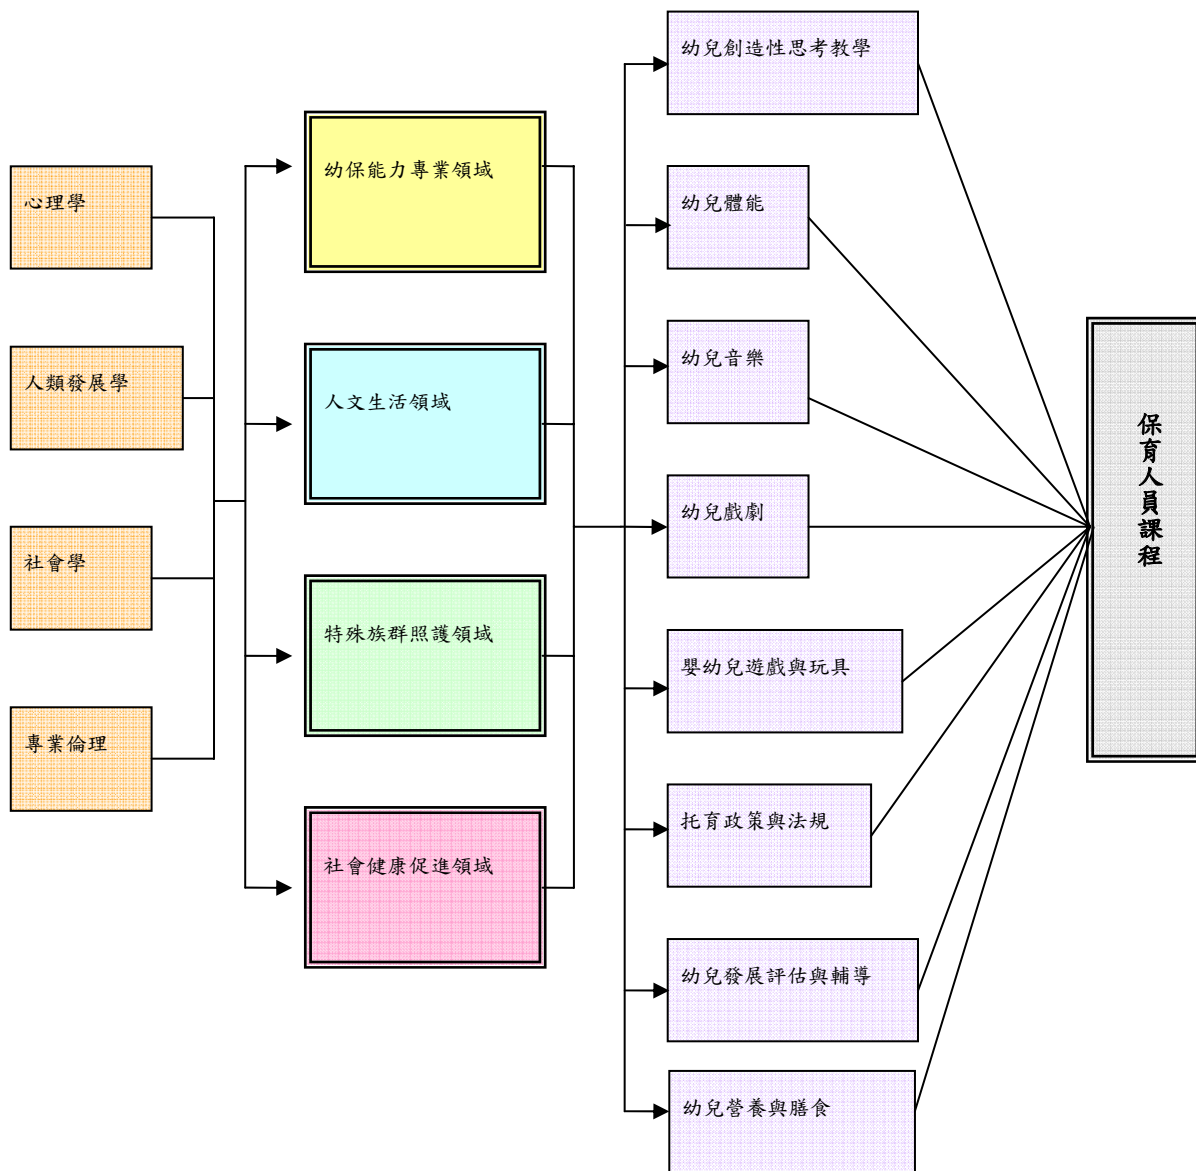 心理學
人類發展學
社會學
專業倫理
幼保能力專業領域
人文生活領域
特殊族群照護領域
社會健康促進領域
幼兒創造性思考教學
幼兒體能
幼兒音樂
幼兒戲劇
嬰幼兒遊戲與玩具
托育政策與法規
幼兒發展評估與輔導
幼兒營養與膳食
保育人員課程